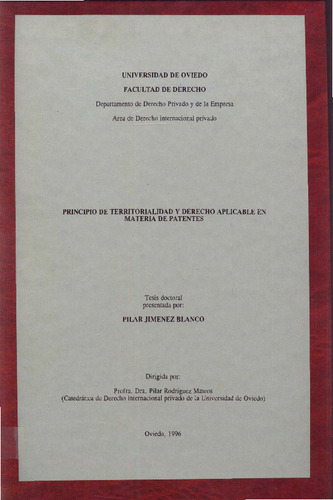 UNIVERSIDAD DE OVIEDO
FACULTAD DE DERECHO
Departamento de Derecho Privado y de la Empresa
Area de Derecho internacional privado
PRINCIPIO DE TERRITORIALIDAD Y DERECHO APLICABLE EN
MATERIA DE PATENTES
Tesis doctoral
presentada por:
PILAR JIMENEZ BLANCO
Dirigida por:
Profra. Dra. Pilar Rodríguez Mateos
(Catedrática de Derecho internacional privado de la Universidad de Oviedo)
Oviedo, 1996